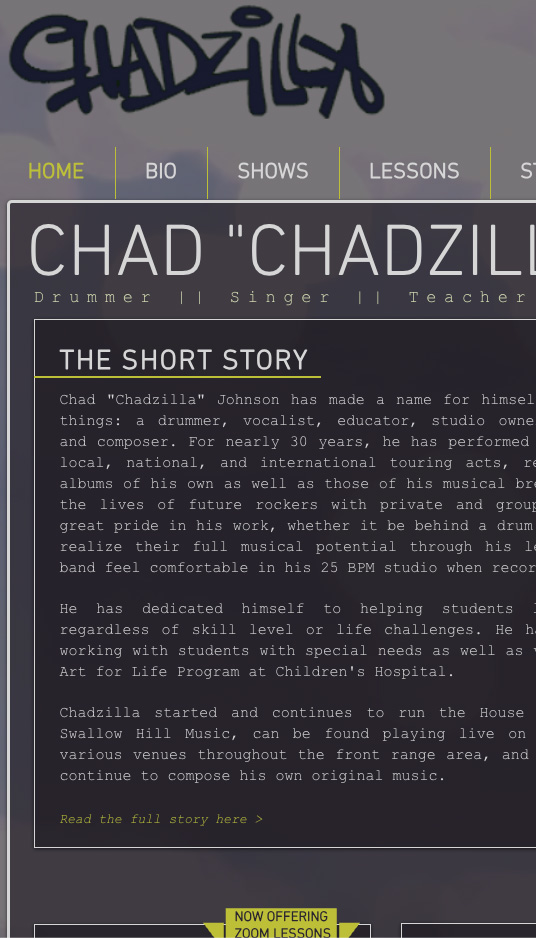 CHADZILLA
HOME BIO SHOWS LESSONS
CHAD "CHADZILL
Drummer || Singer || Teacher
THE SHORT STORY
Chad "Chadzilla" Johnson has made a name for himsel
things: a drummer, vocalist, educator, studio owne
and composer. For nearly 30 years, he has performed
local, national, and international touring acts, re
albums of his own as well as those of his musical bre
the lives of future rockers with private and group
great pride in his work, whether it be behind a drum
realize their full musical potential through his le
band feel comfortable in his 25 BPM studio when recor
He has dedicated himself to helping students
regardless of skill level or life challenges. He ha
working with students with special needs as well as v
Art for Life Program at Children's Hospital.
Chadzilla started and continues to run the House
Swallow Hill Music, can be found playing live on
various venues throughout the front range area, and
continue to compose his own original music.
Read the full story here >
NOW OFFERING
ZOOM LESSONS